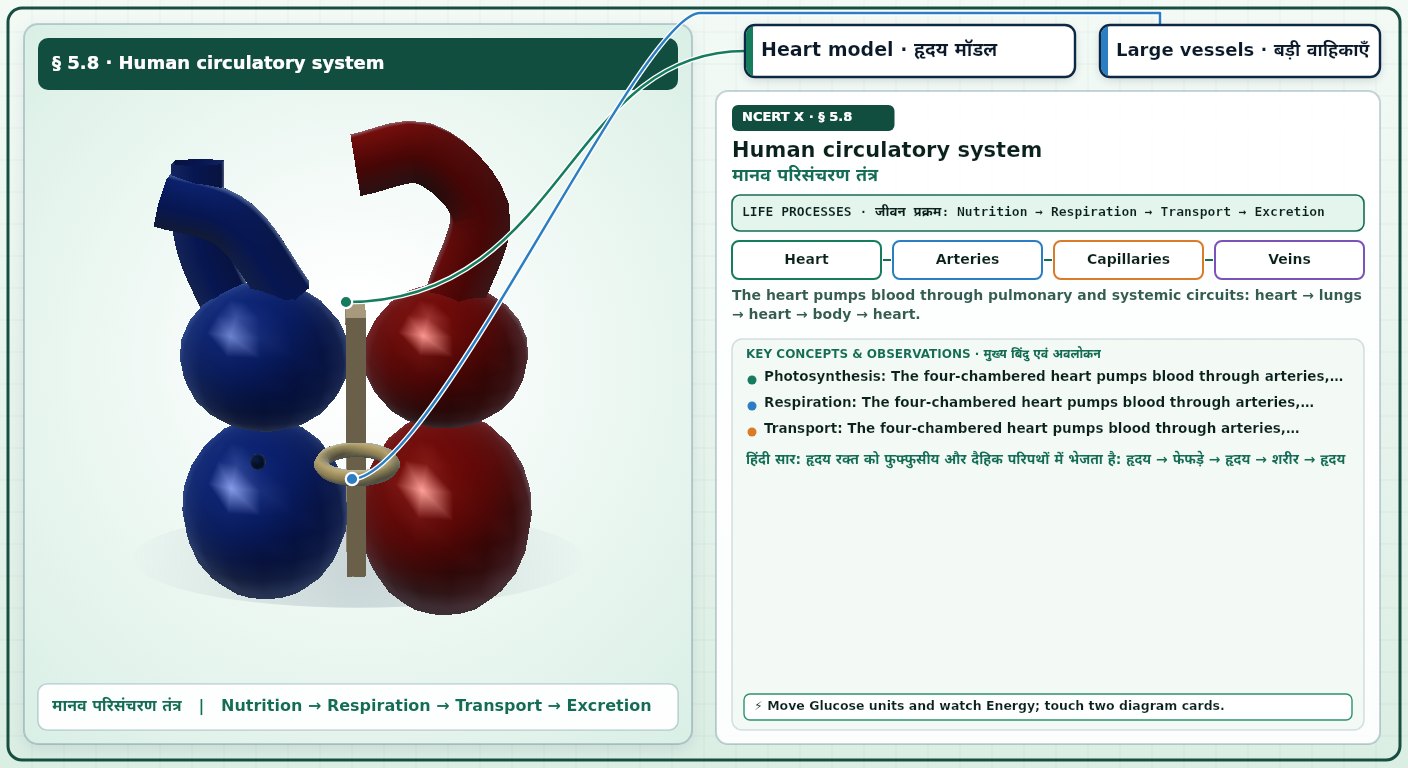 § 5.8 · Human circulatory system
Heart model · हृदय मॉडल
Large vessels · बड़ी वाहिकाएँ
NCERT X · § 5.8
Human circulatory system
मानव परिसंचरण तंत्र
LIFE PROCESSES · जीवन प्रक्रम: Nutrition → Respiration → Transport → Excretion
Heart
Arteries
Capillaries
Veins
The heart pumps blood through pulmonary and systemic circuits: heart → lungs
→ heart → body → heart.
KEY CONCEPTS & OBSERVATIONS · मुख्य बिंदु एवं अवलोकन
Photosynthesis: The four-chambered heart pumps blood through arteries,…
Respiration: The four-chambered heart pumps blood through arteries,…
Transport: The four-chambered heart pumps blood through arteries,…
हिंदी सार: हृदय रक्त को फुफ्फुसीय और दैहिक परिपथों में भेजता है: हृदय → फेफड़े → हृदय → शरीर → हृदय
⚡ Move Glucose units and watch Energy; touch two diagram cards.
मानव परिसंचरण तंत्र | Nutrition → Respiration → Transport → Excretion